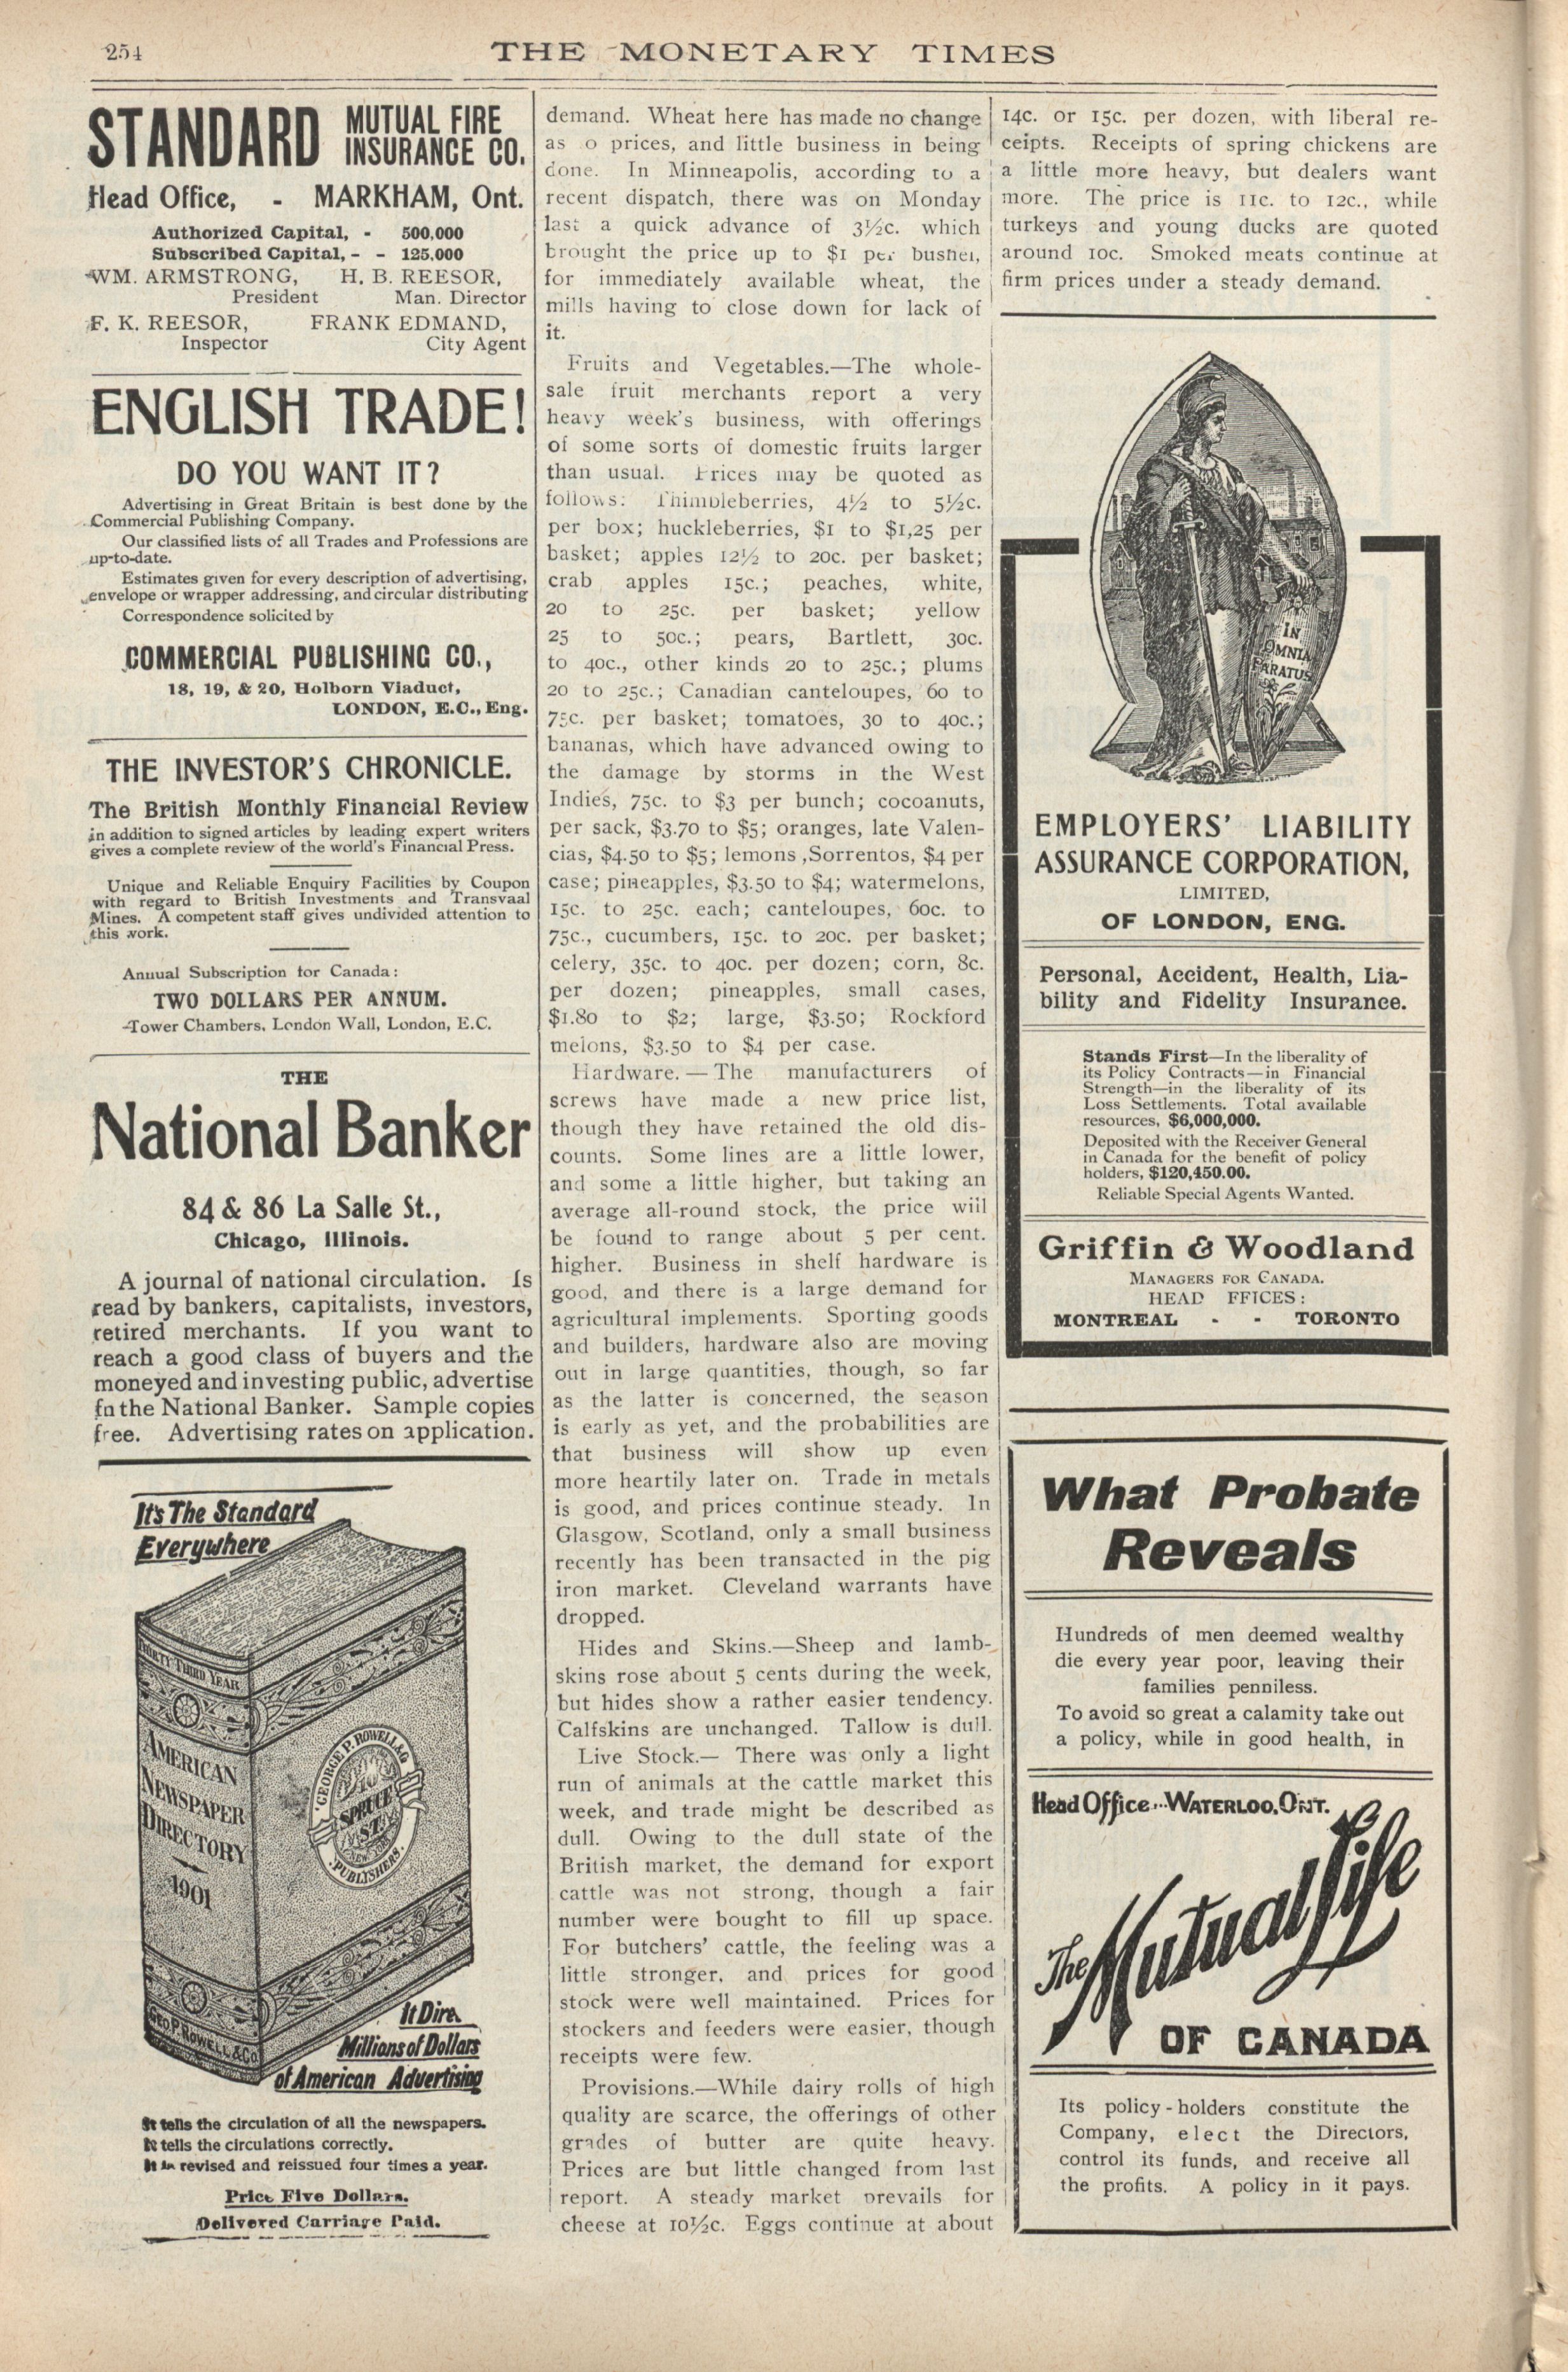 254
THE MONETARY TIMES
STANDARD MUTUAL FIRE
INSURANCE CO.
Head Office, - MARKHAM, Ont.
Authorized Capital, - 500,000
Subscribed Capital, - - 125,000
WM. ARMSTRONG, H. B. REESOR,
President Man. Director
F. K. REESOR, FRANK EDMAND,
Inspector City Agent
ENGLISH TRADE!
DO YOU WANT IT?
Advertising in Great Britain is best done by the
Commercial Publishing Company.
Our classified lists of all Trades and Professions are
up-to-date.
Estimates given for every description of advertising,
envelope or wrapper addressing, and circular distributing
Correspondence solicited by
COMMERCIAL PUBLISHING CO.,
18, 19, & 20, Holborn Viaduct,
LONDON, E.C., Eng.
THE INVESTOR'S CHRONICLE.
The British Monthly Financial Review
in addition to signed articles by leading expert writers
gives a complete review of the world's Financial Press.
Unique and Reliable Enquiry Facilities by Coupon
with regard to British Investments and Transvaal
Mines. A competent staff gives undivided attention to
this work.
Annual Subscription for Canada:
TWO DOLLARS PER ANNUM.
Tower Chambers, London Wall, London, E.C.
THE
National Banker
84 & 86 La Salle St.,
Chicago, Illinois.
A journal of national circulation. Is
read by bankers, capitalists, investors,
retired merchants. If you want to
reach a good class of buyers and the
moneyed and investing public, advertise
in the National Banker. Sample copies
free. Advertising rates on application.
It's The Standard
Everywhere
THIRTY THIRD YEAR
AMERICAN
NEWSPAPER
DIRECTORY
1901
GEORGE P. ROWELL & CO
10
SPRUCE
ST.
NEW YORK
PUBLISHERS.
GEO P. ROWELL & CO
It Dire
Millions of Dollars
of American Advertising
It tells the circulation of all the newspapers.
It tells the circulations correctly.
It is revised and reissued four times a year.
Price Five Dollars.
Delivered Carriage Paid.
demand. Wheat here has made no change
as o prices, and little business in being
done. In Minneapolis, according to a
recent dispatch, there was on Monday
last a quick advance of 3½c. which
brought the price up to $1 per bushel,
for immediately available wheat, the
mills having to close down for lack of
it.
Fruits and Vegetables.—The whole-
sale fruit merchants report a very
heavy week's business, with offerings
of some sorts of domestic fruits larger
than usual. Prices may be quoted as
follows: Thimbleberries, 4½ to 5½c.
per box; huckleberries, $1 to $1,25 per
basket; apples 12½ to 20c. per basket;
crab apples 15c.; peaches, white,
20 to 25c. per basket; yellow
25 to 50c.; pears, Bartlett, 30c.
to 40c., other kinds 20 to 25c.; plums
20 to 25c.; Canadian canteloupes, 60 to
75c. per basket; tomatoes, 30 to 40c.;
bananas, which have advanced owing to
the damage by storms in the West
Indies, 75c. to $3 per bunch; cocoanuts,
per sack, $3.70 to $5; oranges, late Valen-
cias, $4.50 to $5; lemons ,Sorrentos, $4 per
case; pineapples, $3.50 to $4; watermelons,
15c. to 25c. each; canteloupes, 60c. to
75c., cucumbers, 15c. to 20c. per basket;
celery, 35c. to 40c. per dozen; corn, 8c.
per dozen; pineapples, small cases,
$1.80 to $2; large, $3.50; Rockford
melons, $3.50 to $4 per case.
Hardware. — The manufacturers of
screws have made a new price list,
though they have retained the old dis-
counts. Some lines are a little lower,
and some a little higher, but taking an
average all-round stock, the price will
be found to range about 5 per cent.
higher. Business in shelf hardware is
good, and there is a large demand for
agricultural implements. Sporting goods
and builders, hardware also are moving
out in large quantities, though, so far
as the latter is concerned, the season
is early as yet, and the probabilities are
that business will show up even
more heartily later on. Trade in metals
is good, and prices continue steady. In
Glasgow, Scotland, only a small business
recently has been transacted in the pig
iron market. Cleveland warrants have
dropped.
Hides and Skins.—Sheep and lamb-
skins rose about 5 cents during the week,
but hides show a rather easier tendency.
Calfskins are unchanged. Tallow is dull.
Live Stock.— There was only a light
run of animals at the cattle market this
week, and trade might be described as
dull. Owing to the dull state of the
British market, the demand for export
cattle was not strong, though a fair
number were bought to fill up space.
For butchers' cattle, the feeling was a
little stronger, and prices for good
stock were well maintained. Prices for
stockers and feeders were easier, though
receipts were few.
Provisions.—While dairy rolls of high
quality are scarce, the offerings of other
grades of butter are quite heavy.
Prices are but little changed from last
report. A steady market prevails for
cheese at 10½c. Eggs continue at about
14c. or 15c. per dozen, with liberal re-
ceipts. Receipts of spring chickens are
a little more heavy, but dealers want
more. The price is 11c. to 12c., while
turkeys and young ducks are quoted
around 10c. Smoked meats continue at
firm prices under a steady demand.
IN
OMNIA
PARATUS
EMPLOYERS' LIABILITY
ASSURANCE CORPORATION,
LIMITED,
OF LONDON, ENG.
Personal, Accident, Health, Lia-
bility and Fidelity Insurance.
Stands First—In the liberality of
its Policy Contracts—in Financial
Strength—in the liberality of its
Loss Settlements. Total available
resources, $6,000,000.
Deposited with the Receiver General
in Canada for the benefit of policy
holders, $120,450.00.
Reliable Special Agents Wanted.
Griffin & Woodland
MANAGERS FOR CANADA.
HEAD FFICES:
MONTREAL - - TORONTO
What Probate
Reveals
Hundreds of men deemed wealthy
die every year poor, leaving their
families penniless.
To avoid so great a calamity take out
a policy, while in good health, in
Head Office... WATERLOO, ONT.
The Mutual Life
OF CANADA
Its policy-holders constitute the
Company, elect the Directors,
control its funds, and receive all
the profits. A policy in it pays.